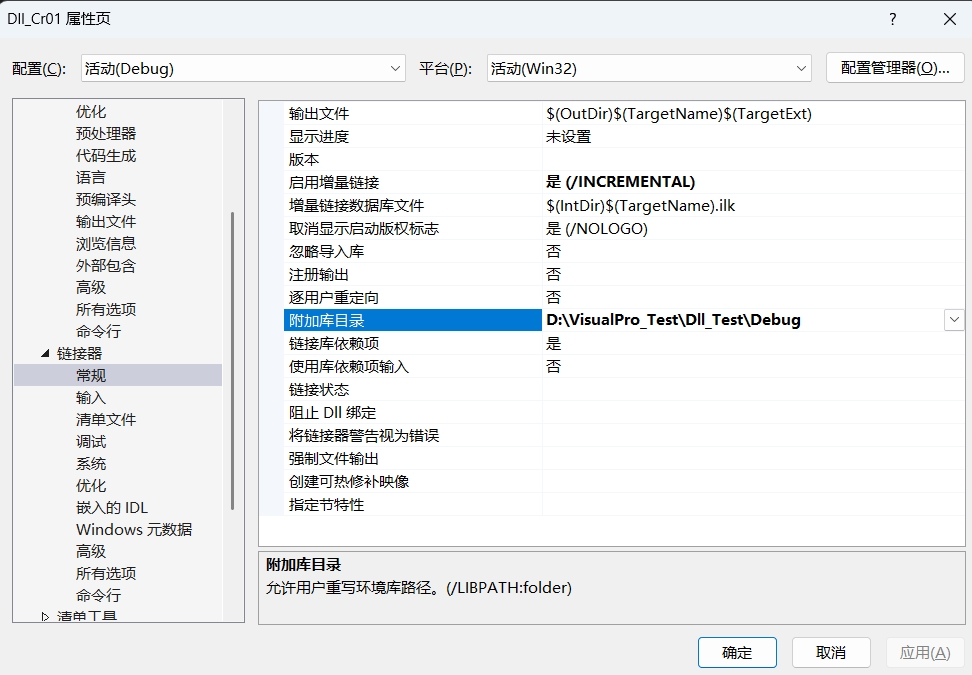 Dll_Cr01 属性页
?
配置(C):
活动(Debug)
平台(P):
活动(Win32)
配置管理器(O)...
优化
预处理器
代码生成
语言
预编译头
输出文件
浏览信息
外部包含
高级
所有选项
命令行
链接器
常规
输入
清单文件
调试
系统
优化
嵌入的 IDL
Windows 元数据
高级
所有选项
命令行
清单工具
输出文件 $(OutDir)$(TargetName)$(TargetExt)
显示进度 未设置
版本
启用增量链接 是 (/INCREMENTAL)
增量链接数据库文件 $(IntDir)$(TargetName).ilk
取消显示启动版权标志 是 (/NOLOGO)
忽略导入库 否
注册输出 否
逐用户重定向 否
附加库目录 D:\VisualPro_Test\Dll_Test\Debug
链接库依赖项 是
使用库依赖项输入 否
链接状态
阻止 Dll 绑定
将链接器警告视为错误
强制文件输出
创建可热修补映像
指定节特性
附加库目录
允许用户重写环境库路径。(/LIBPATH:folder)
确定
取消
应用(A)